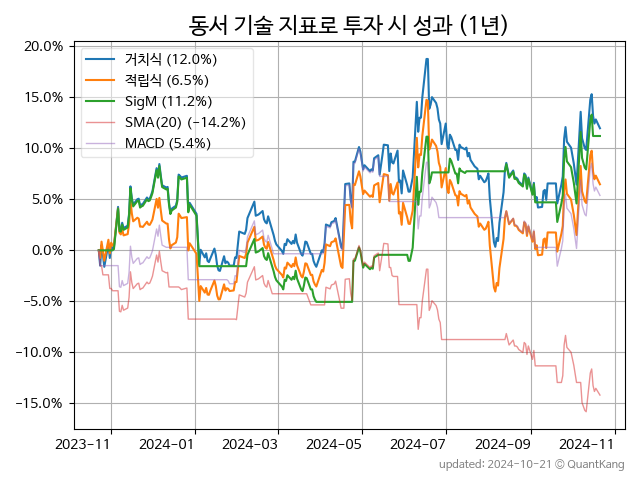 동서 기술 지표로 투자 시 성과 (1년)
20.0%
15.0%
10.0%
5.0%
0.0%
−5.0%
−10.0%
−15.0%
거치식 (12.0%)
적립식 (6.5%)
SigM (11.2%)
SMA(20) (−14.2%)
MACD (5.4%)
2023-11 2024-01 2024-03 2024-05 2024-07 2024-09 2024-11
updated: 2024-10-21 © QuantKang